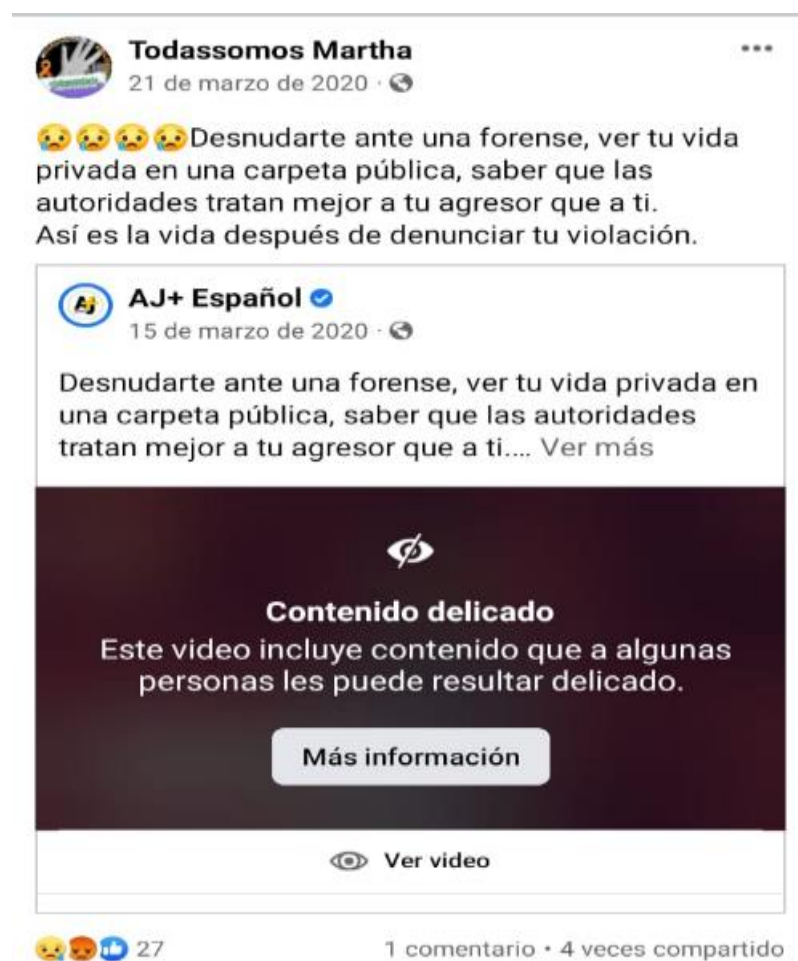 Todassomos Martha
21 de marzo de 2020 ·
😢😢😢😢Desnudarte ante una forense, ver tu vida
privada en una carpeta pública, saber que las
autoridades tratan mejor a tu agresor que a ti.
Así es la vida después de denunciar tu violación.
AJ+ Español
15 de marzo de 2020 ·
Desnudarte ante una forense, ver tu vida privada en
una carpeta pública, saber que las autoridades
tratan mejor a tu agresor que a ti.... Ver más
Contenido delicado
Este video incluye contenido que a algunas
personas les puede resultar delicado.
Más información
Ver video
27 1 comentario • 4 veces compartido